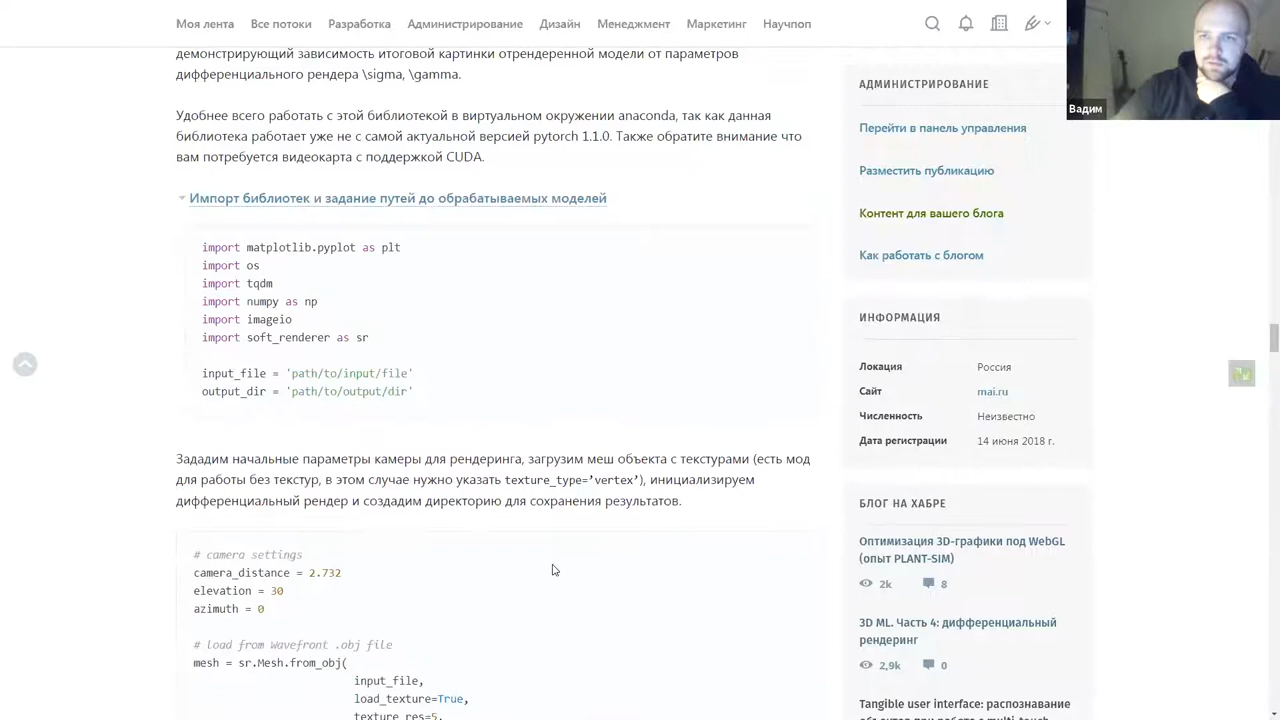 Моя лента Все потоки Разработка Администрирование Дизайн Менеджмент Маркетинг Научпоп
Вадим
демонстрирующий зависимость итоговой картинки отрендеренной модели от параметров
дифференциального рендера \sigma, \gamma.
Удобнее всего работать с этой библиотекой в виртуальном окружении anaconda, так как данная
библиотека работает уже не с самой актуальной версией pytorch 1.1.0. Также обратите внимание что
вам потребуется видеокарта с поддержкой CUDA.
Импорт библиотек и задание путей до обрабатываемых моделей
import matplotlib.pyplot as plt
import os
import tqdm
import numpy as np
import imageio
import soft_renderer as sr
input_file = 'path/to/input/file'
output_dir = 'path/to/output/dir'
Зададим начальные параметры камеры для рендеринга, загрузим меш объекта с текстурами (есть мод
для работы без текстур, в этом случае нужно указать texture_type=’vertex’), инициализируем
дифференциальный рендер и создадим директорию для сохранения результатов.
# camera settings
camera_distance = 2.732
elevation = 30
azimuth = 0
# load from Wavefront .obj file
mesh = sr.Mesh.from_obj(
input_file,
load_texture=True,
texture_res=5,
АДМИНИСТРИРОВАНИЕ
Перейти в панель управления
Разместить публикацию
Контент для вашего блога
Как работать с блогом
ИНФОРМАЦИЯ
Локация Россия
Сайт mai.ru
Численность Неизвестно
Дата регистрации 14 июня 2018 г.
БЛОГ НА ХАБРЕ
Оптимизация 3D-графики под WebGL
(опыт PLANT-SIM)
2k 8
3D ML. Часть 4: дифференциальный
рендеринг
2,9k 0
Tangible user interface: распознавание
объектов при работе с multi-touch